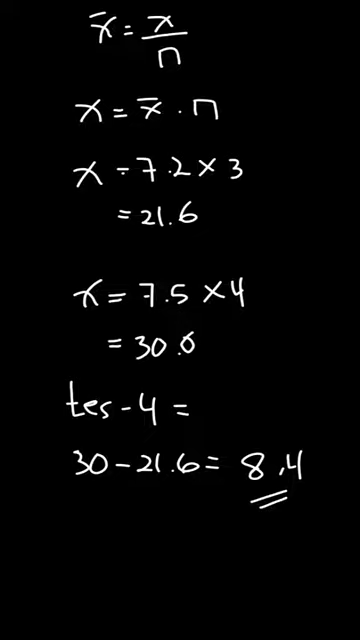 x̄ = x/n
x = x̄ . n
x = 7.2 × 3
= 21.6
x = 7.5 × 4
= 30.0
tes - 4 =
30 - 21.6 = 8.4